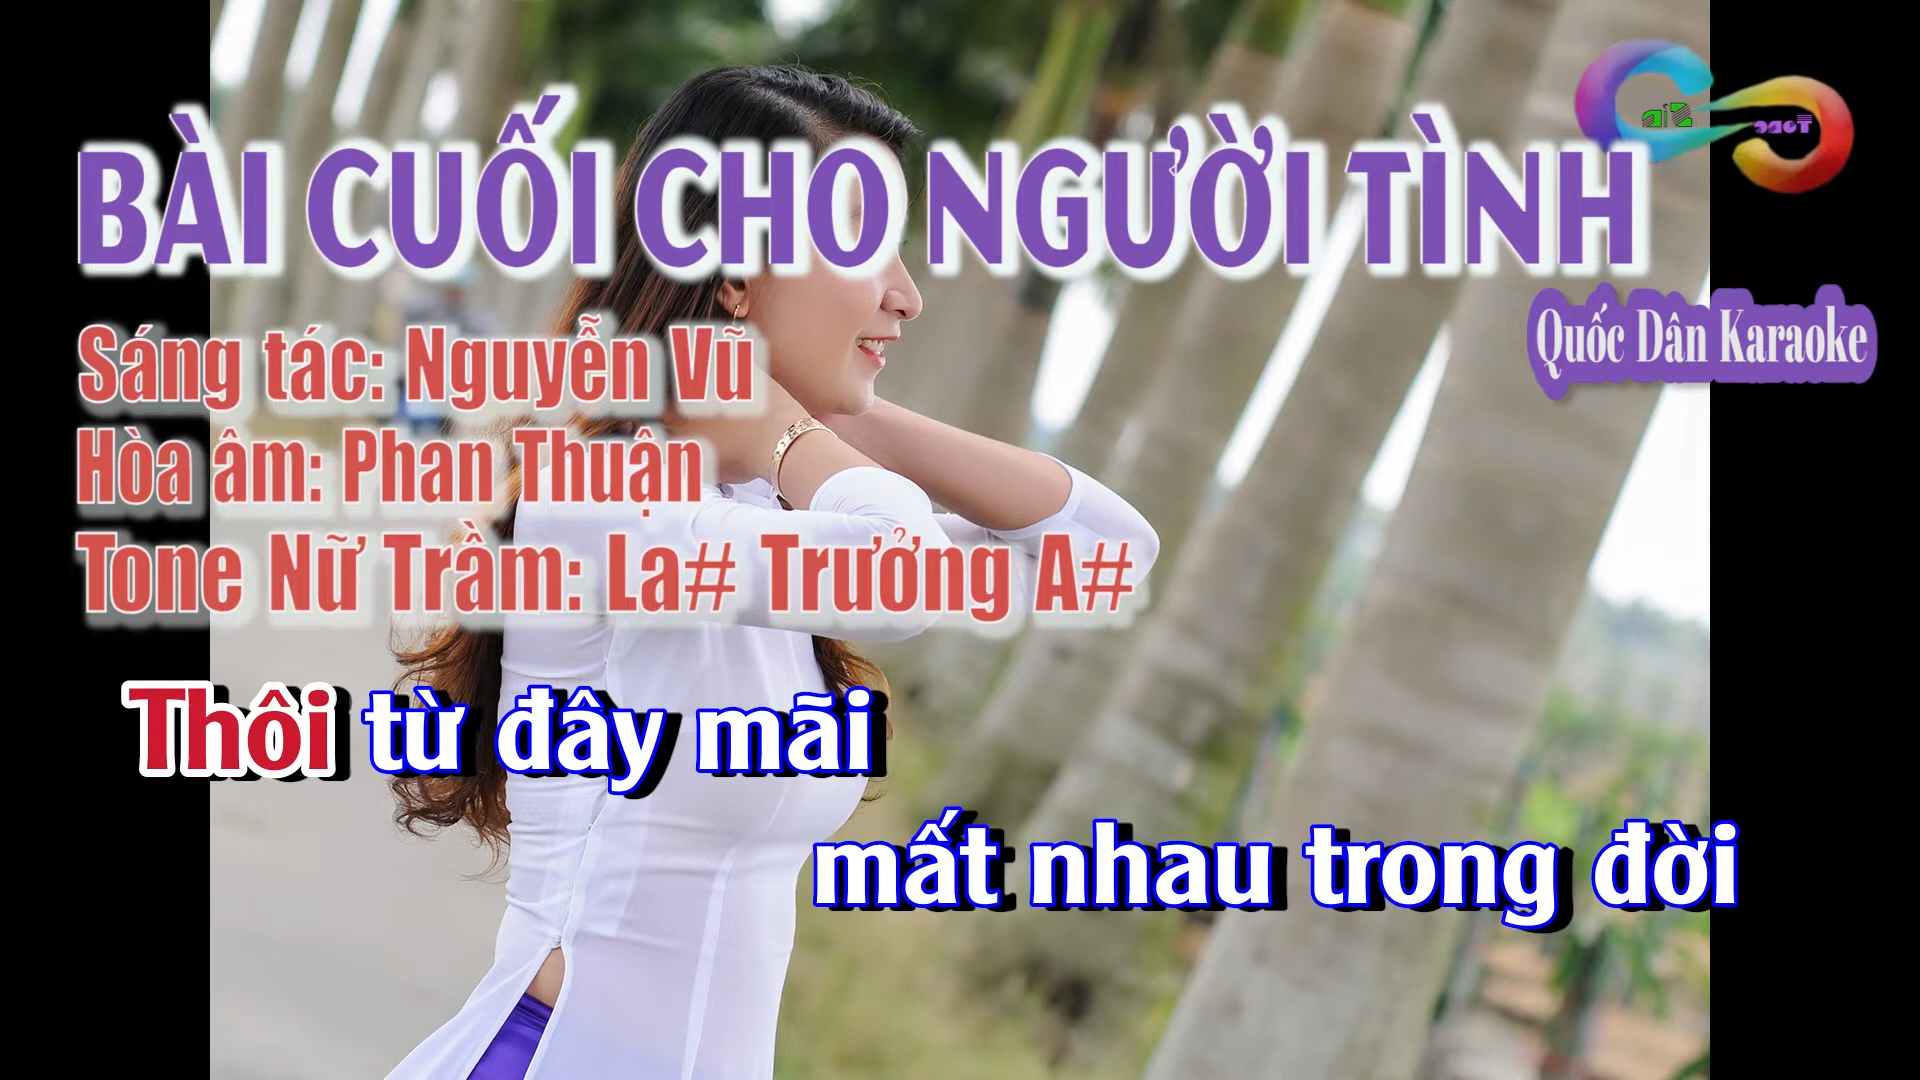 BÀI CUỐI CHO NGƯỜI TÌNH
Quốc Dân Karaoke
Sáng tác: Nguyễn Vũ
Hòa âm: Phan Thuận
Tone Nữ Trầm: La# Trưởng A#
Thôi từ đây mãi
mất nhau trong đời